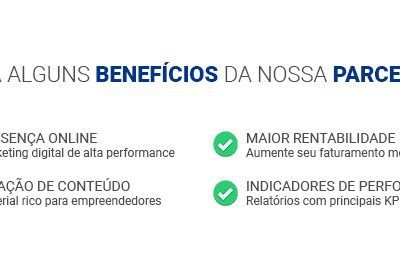 ALGUNS BENEFÍCIOS DA NOSSA PARCE
SENÇA ONLINE
keting digital de alta performance
MAIOR RENTABILIDADE
Aumente seu faturamento me
AÇÃO DE CONTEÚDO
erial rico para empreendedores
INDICADORES DE PERFO
Relatórios com principais KP